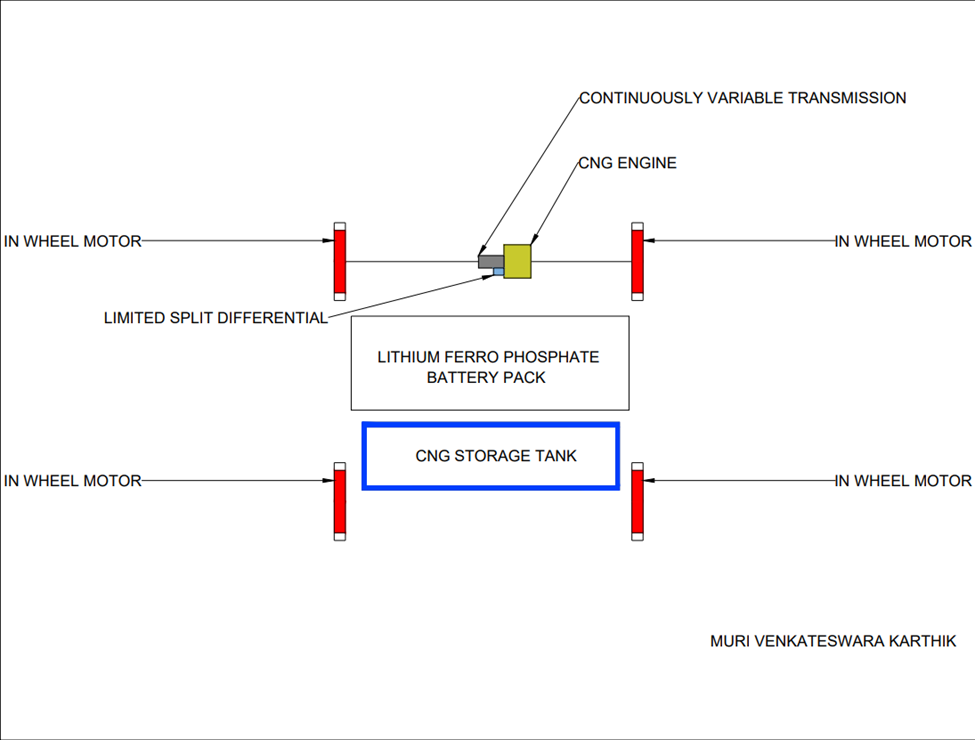 CONTINUOUSLY VARIABLE TRANSMISSION
CNG ENGINE
IN WHEEL MOTOR
IN WHEEL MOTOR
LIMITED SPLIT DIFFERENTIAL
LITHIUM FERRO PHOSPHATE
BATTERY PACK
CNG STORAGE TANK
IN WHEEL MOTOR
IN WHEEL MOTOR
MURI VENKATESWARA KARTHIK